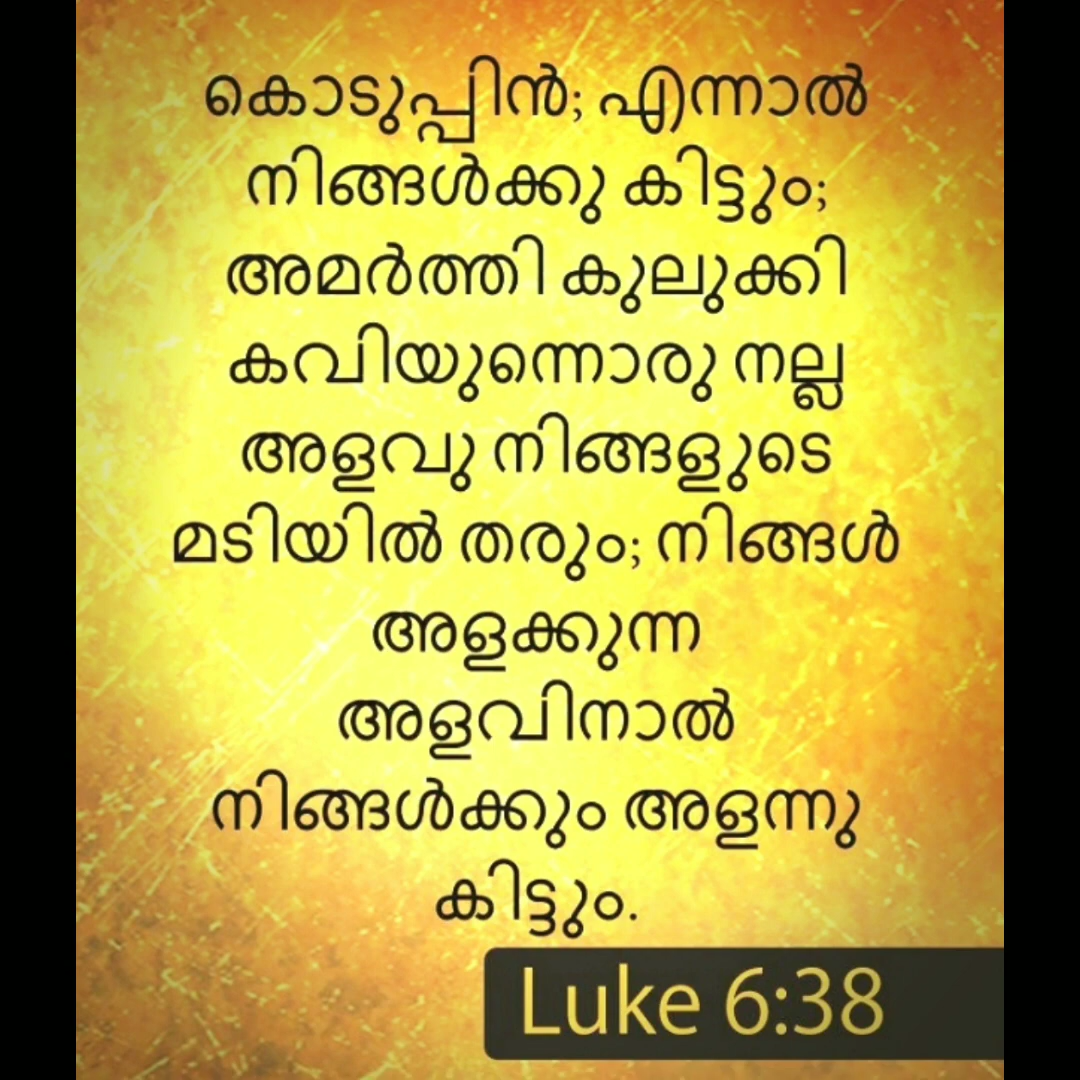 കൊടുപ്പിൻ; എന്നാൽ
നിങ്ങൾക്കു കിട്ടും;
അമർത്തി കുലുക്കി
കവിയുന്നൊരു നല്ല
അളവു നിങ്ങളുടെ
മടിയിൽ തരും; നിങ്ങൾ
അളക്കുന്ന
അളവിനാൽ
നിങ്ങൾക്കും അളന്നു
കിട്ടും.
Luke 6:38